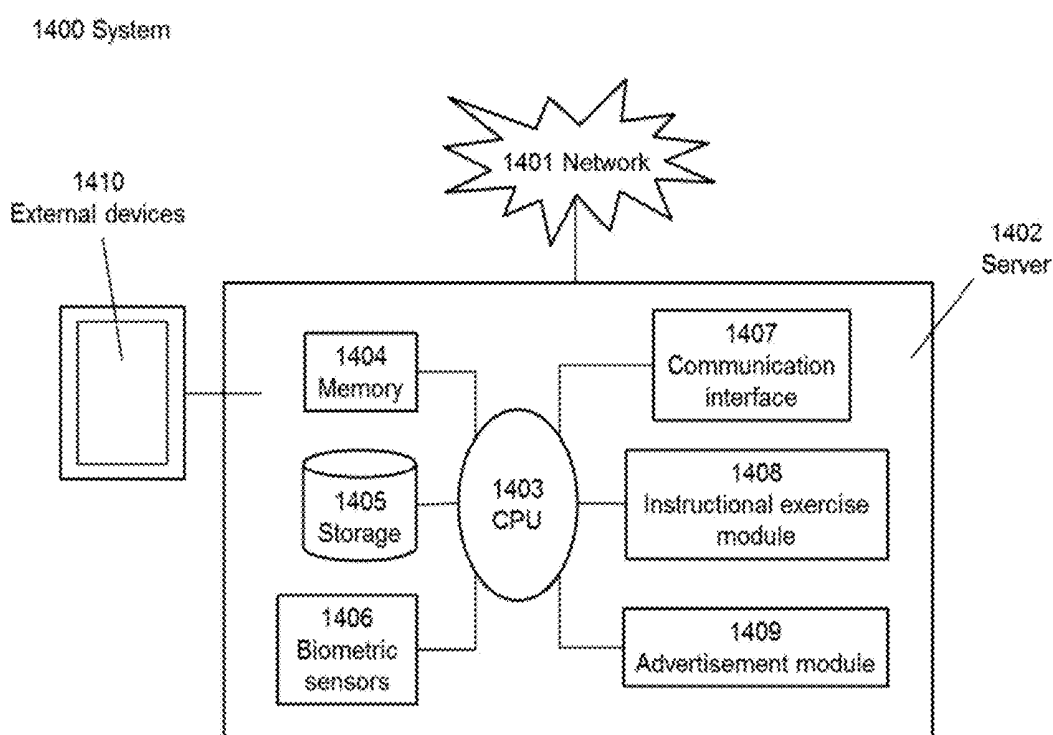 1400 System
1401 Network
1410
External devices
1402
Server
1404
Memory
1407
Communication
interface
1405
Storage
1403
CPU
1408
Instructional exercise
module
1406
Biometric
sensors
1409
Advertisement module